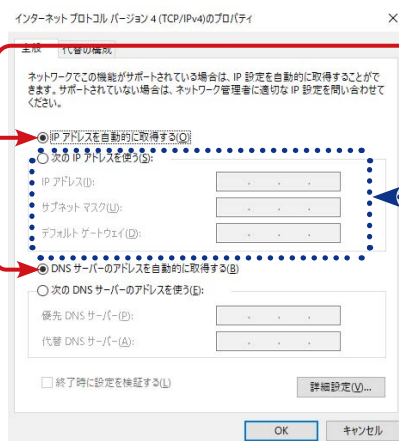 インターネット プロトコル バージョン 4 (TCP/IPv4)のプロパティ
全般 代替の構成
ネットワークでこの機能がサポートされている場合は、IP 設定を自動的に取得することがで
きます。サポートされていない場合は、ネットワーク管理者に適切な IP 設定を問い合わせて
ください。
IP アドレスを自動的に取得する(O)
次の IP アドレスを使う(S):
IP アドレス(I):
サブネット マスク(U):
デフォルト ゲートウェイ(D):
DNS サーバーのアドレスを自動的に取得する(B)
次の DNS サーバーのアドレスを使う(E):
優先 DNS サーバー(P):
代替 DNS サーバー(A):
終了時に設定を検証する(L)
詳細設定(V)...
OK キャンセル